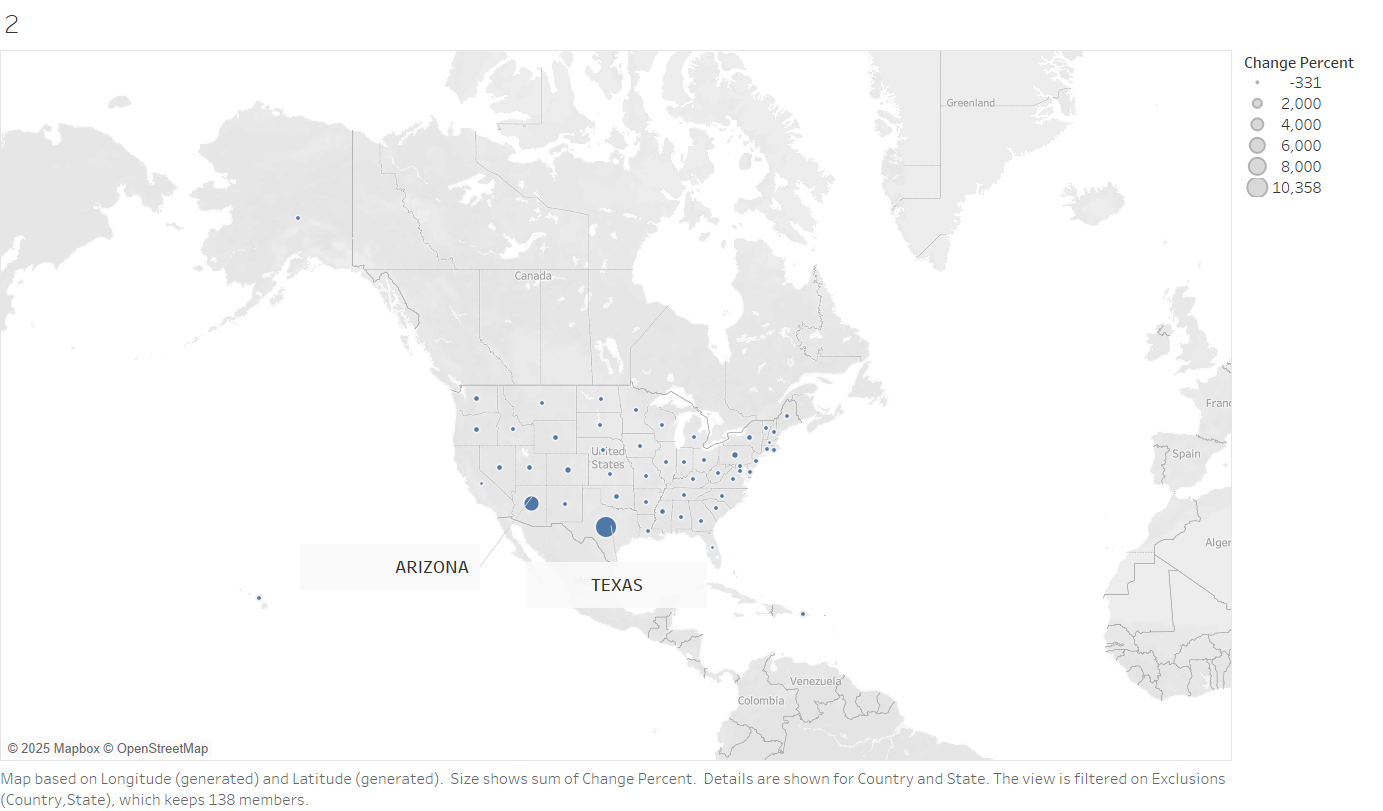 2
Change Percent
-331
2,000
4,000
6,000
8,000
10,358
Greenland
Canada
United
States
Franc
Spain
Alger
ARIZONA
TEXAS
Venezuela
Colombia
© 2025 Mapbox © OpenStreetMap
Map based on Longitude (generated) and Latitude (generated).  Size shows sum of Change Percent.  Details are shown for Country and State. The view is filtered on Exclusions
(Country,State), which keeps 138 members.